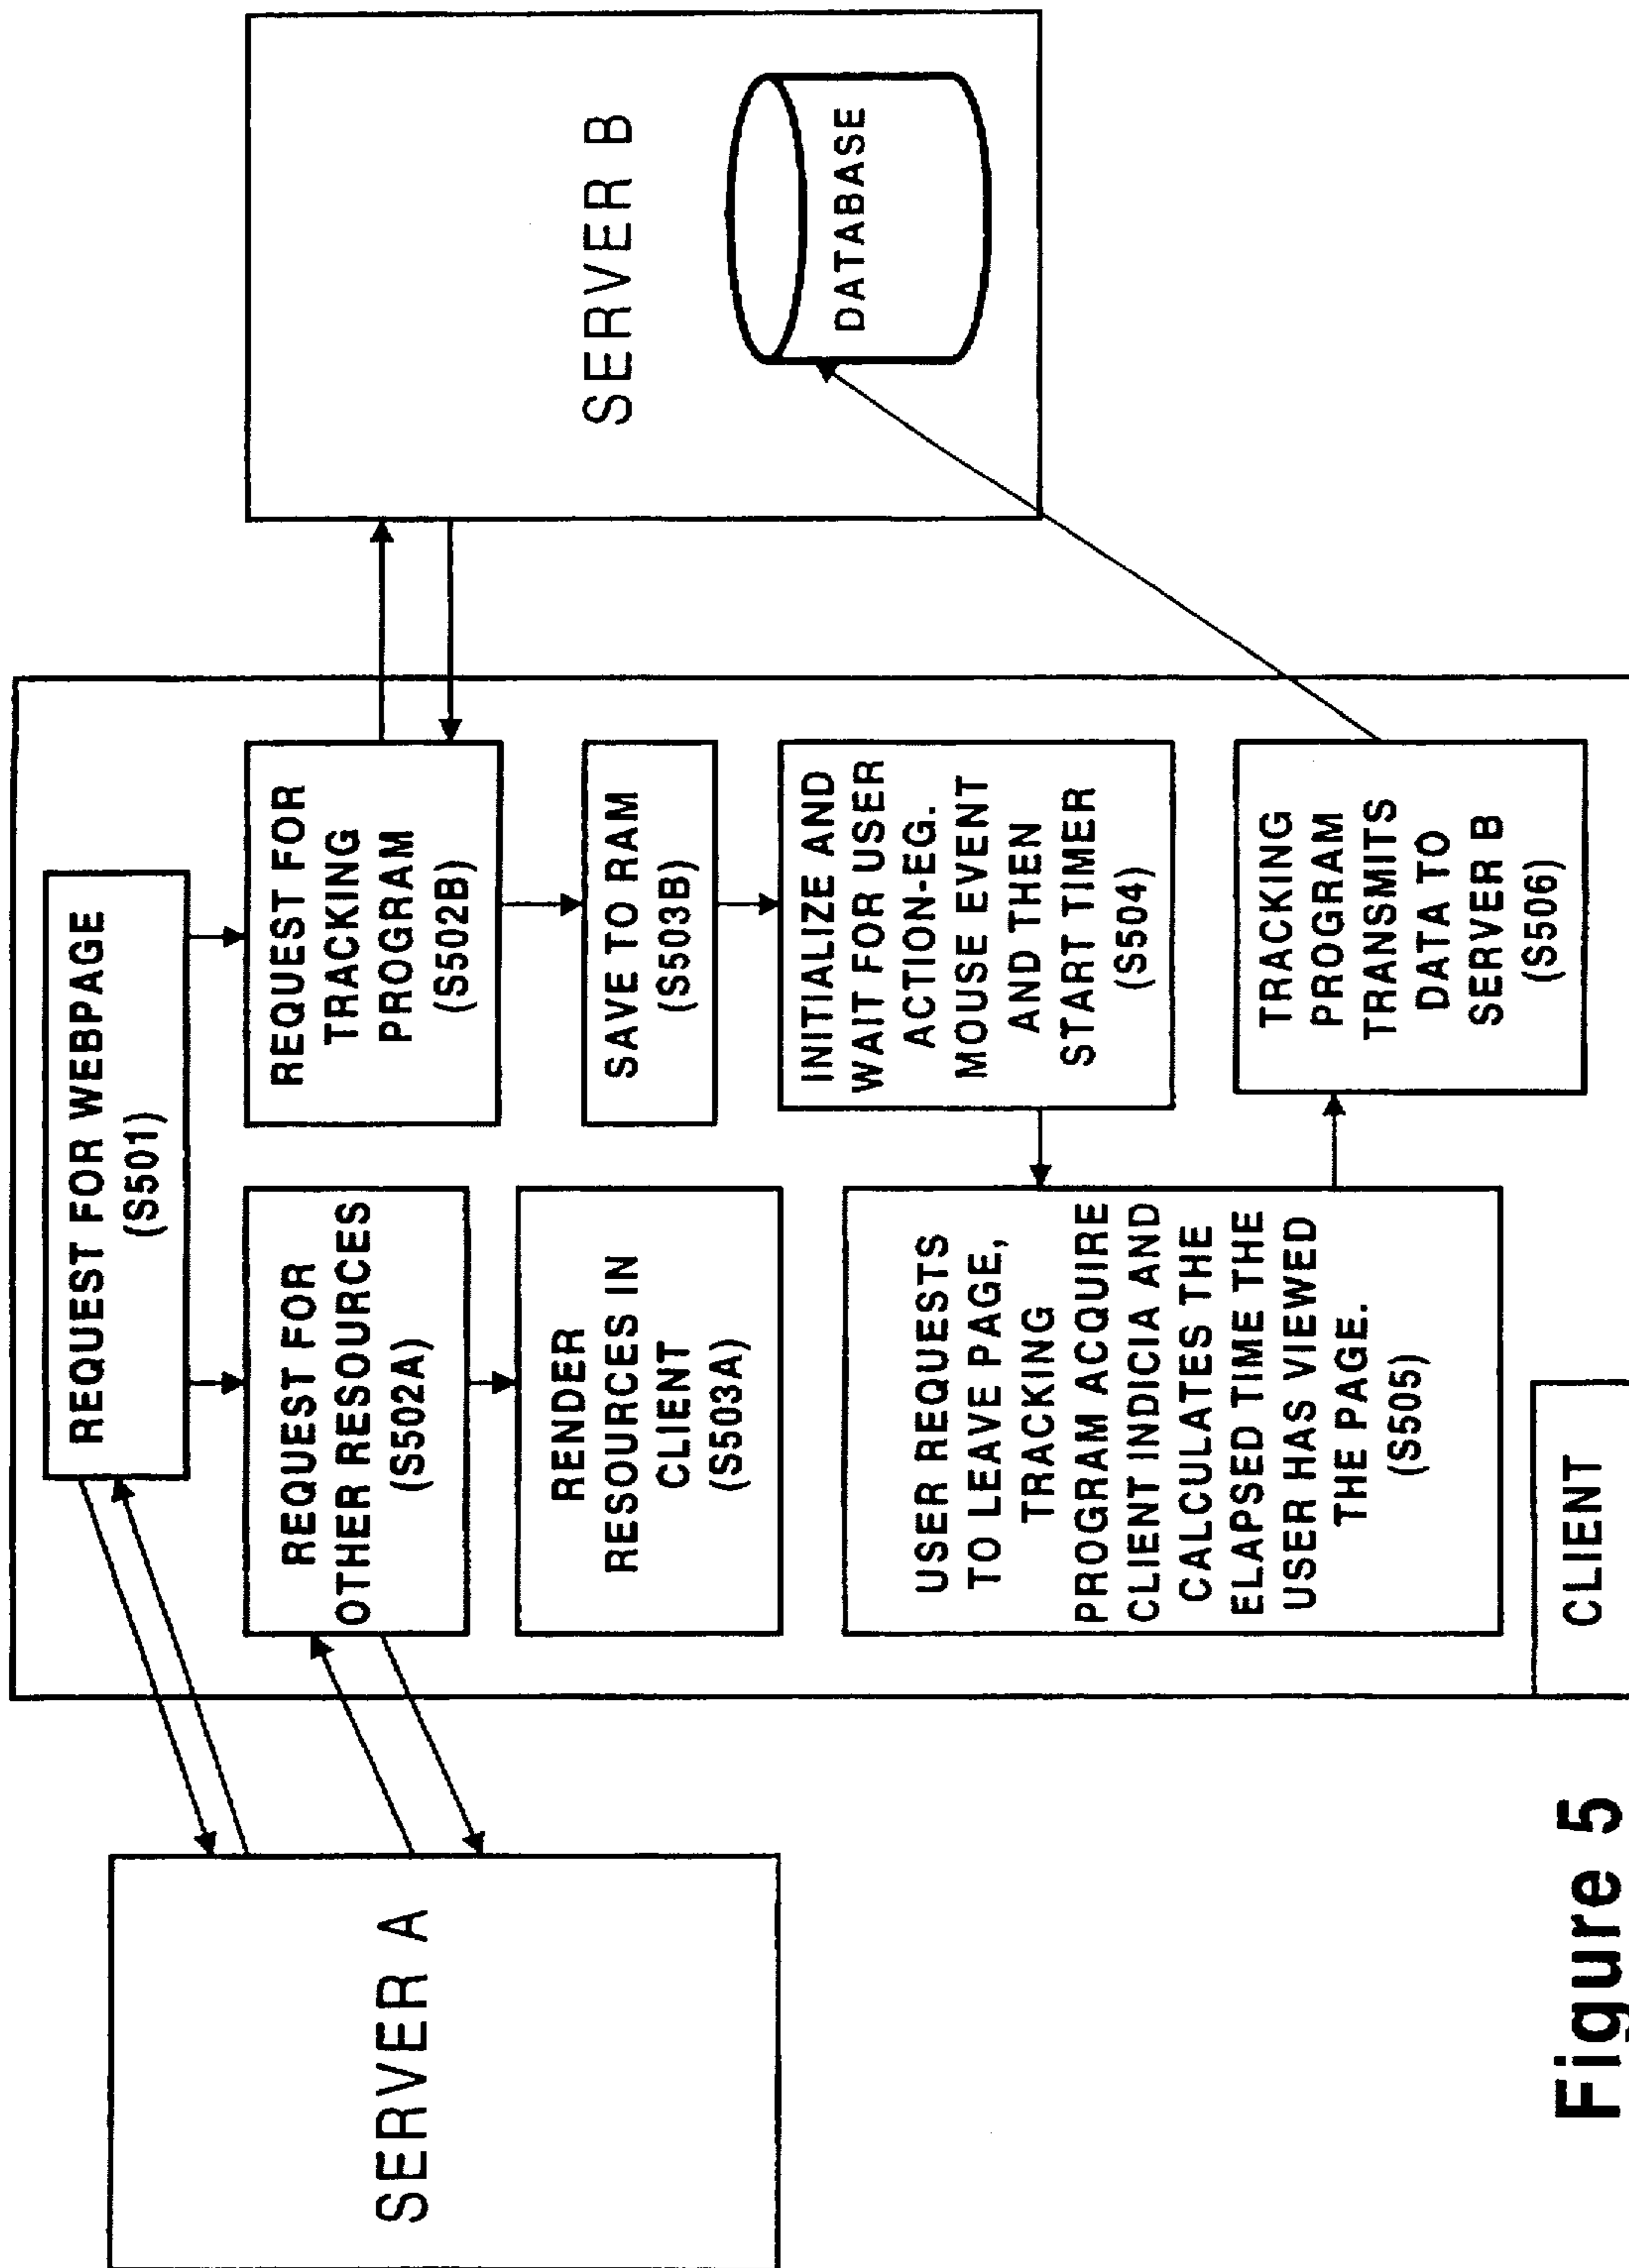 SERVER A
REQUEST FOR WEBPAGE
(S501)
REQUEST FOR
OTHER RESOURCES
(S502A)
RENDER
RESOURCES IN
CLIENT
(S503A)
REQUEST FOR
TRACKING
PROGRAM
(S502B)
SAVE TO RAM
(S503B)
INITIALIZE AND
WAIT FOR USER
ACTION-EG.
MOUSE EVENT
AND THEN
START TIMER
(S504)
USER REQUESTS
TO LEAVE PAGE,
TRACKING
PROGRAM ACQUIRE
CLIENT INDICIA AND
CALCULATES THE
ELAPSED TIME THE
USER HAS VIEWED
THE PAGE.
(S505)
TRACKING
PROGRAM
TRANSMITS
DATA TO
SERVER B
(S506)
CLIENT
SERVER B
DATABASE
Figure 5